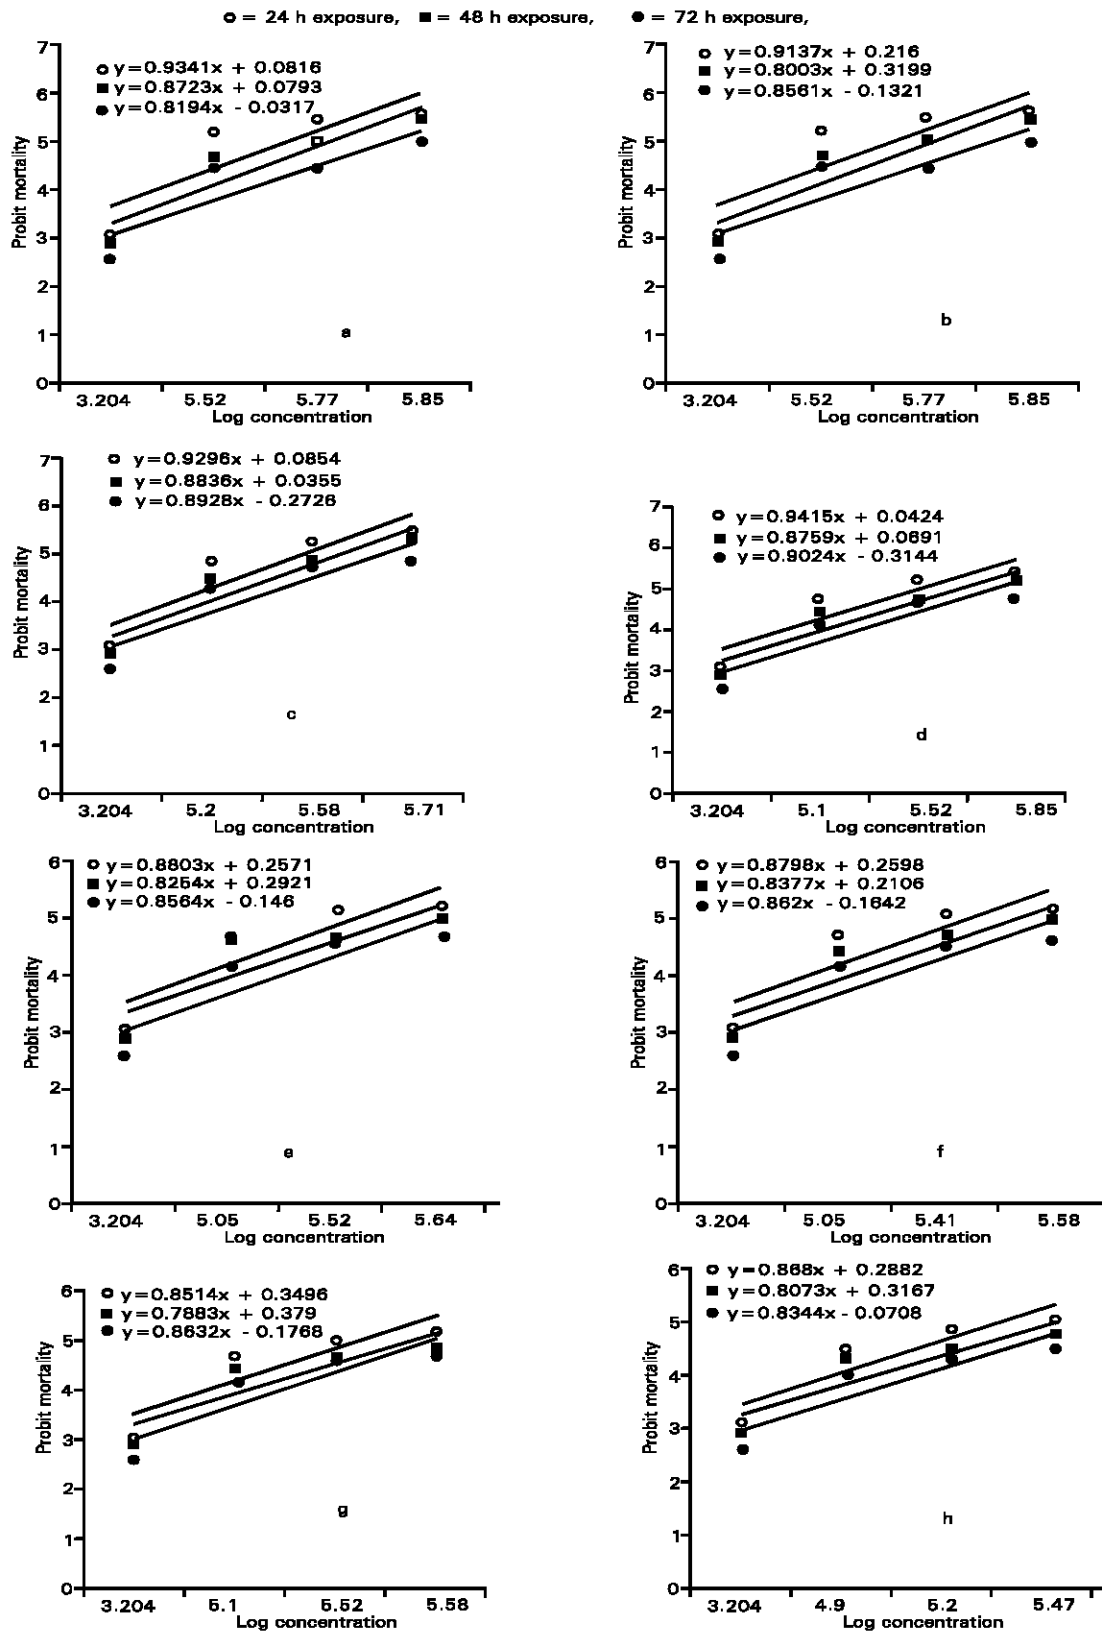 o = 24 h exposure, ■ = 48 h exposure, ● = 72 h exposure,
7
6
5
4
3
2
1
0
Probit mortality
o y=0.9341x + 0.0816
■ y=0.8723x + 0.0793
● y=0.8194x - 0.0317
a
3.204 5.52 5.77 5.85
Log concentration
7
6
5
4
3
2
1
0
Probit mortality
o y=0.9137x + 0.216
■ y=0.8003x + 0.3199
● y=0.8561x - 0.1321
b
3.204 5.52 5.77 5.85
Log concentration
7
6
5
4
3
2
1
0
Probit mortality
o y=0.9296x + 0.0854
■ y=0.8836x + 0.0355
● y=0.8928x - 0.2726
c
3.204 5.2 5.58 5.71
Log concentration
7
6
5
4
3
2
1
0
Probit mortality
o y=0.9415x + 0.0424
■ y=0.8759x + 0.0691
● y=0.9024x - 0.3144
d
3.204 5.1 5.52 5.85
Log concentration
6
5
4
3
2
1
0
Probit mortality
o y=0.8803x + 0.2571
■ y=0.8254x + 0.2921
● y=0.8564x - 0.146
e
3.204 5.05 5.52 5.64
Log concentration
6
5
4
3
2
1
0
Probit mortality
o y=0.8798x + 0.2598
■ y=0.8377x + 0.2106
● y=0.862x - 0.1642
f
3.204 5.05 5.41 5.58
Log concentration
6
5
4
3
2
1
0
Probit mortality
o y=0.8514x + 0.3496
■ y=0.7883x + 0.379
● y=0.8632x - 0.1768
g
3.204 5.1 5.52 5.58
Log concentration
6
5
4
3
2
1
0
Probit mortality
o y=0.868x + 0.2882
■ y=0.8073x + 0.3167
● y=0.8344x - 0.0708
h
3.204 4.9 5.2 5.47
Log concentration